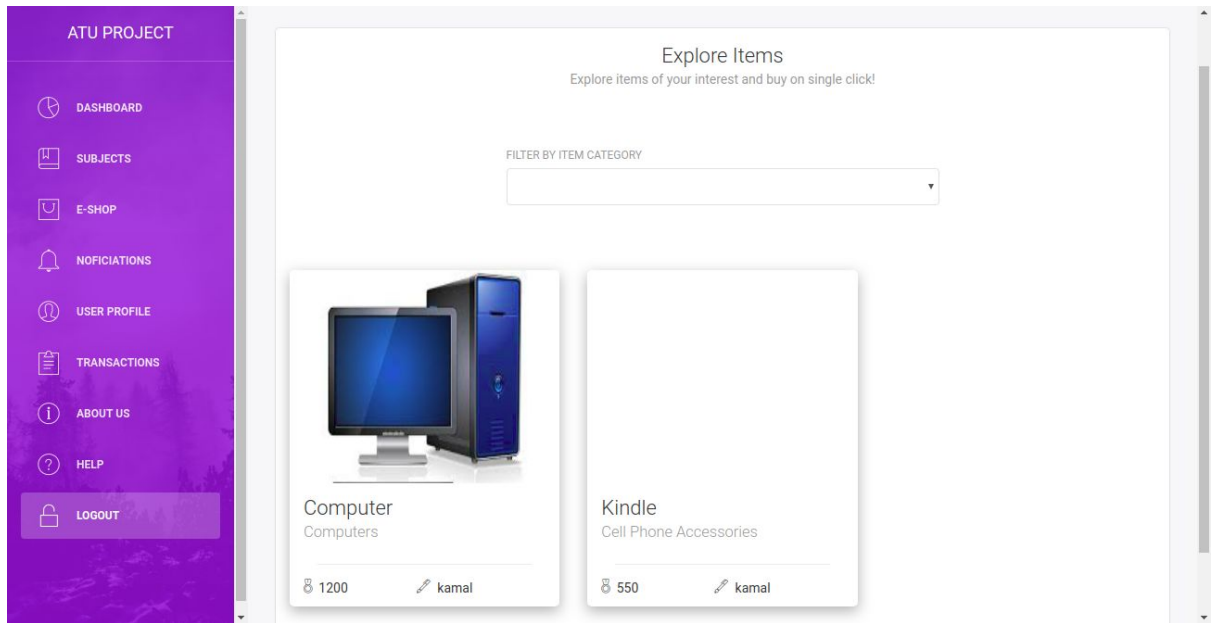 ATU PROJECT
DASHBOARD
SUBJECTS
E-SHOP
NOFICIATIONS
USER PROFILE
TRANSACTIONS
ABOUT US
HELP
LOGOUT
Explore Items
Explore items of your interest and buy on single click!
FILTER BY ITEM CATEGORY
Computer
Computers
1200 kamal
Kindle
Cell Phone Accessories
550 kamal